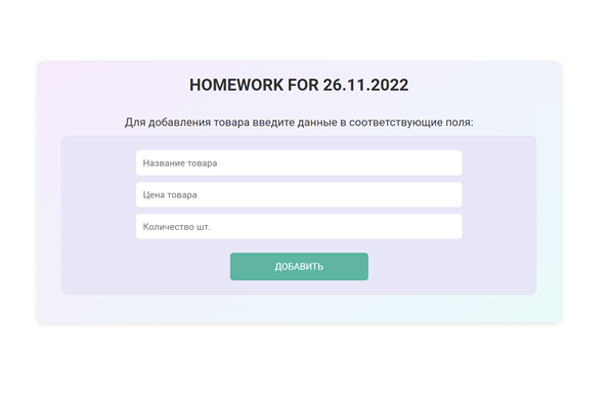 HOMEWORK FOR 26.11.2022
Для добавления товара введите данные в соответствующие поля:
Название товара
Цена товара
Количество шт.
ДОБАВИТЬ